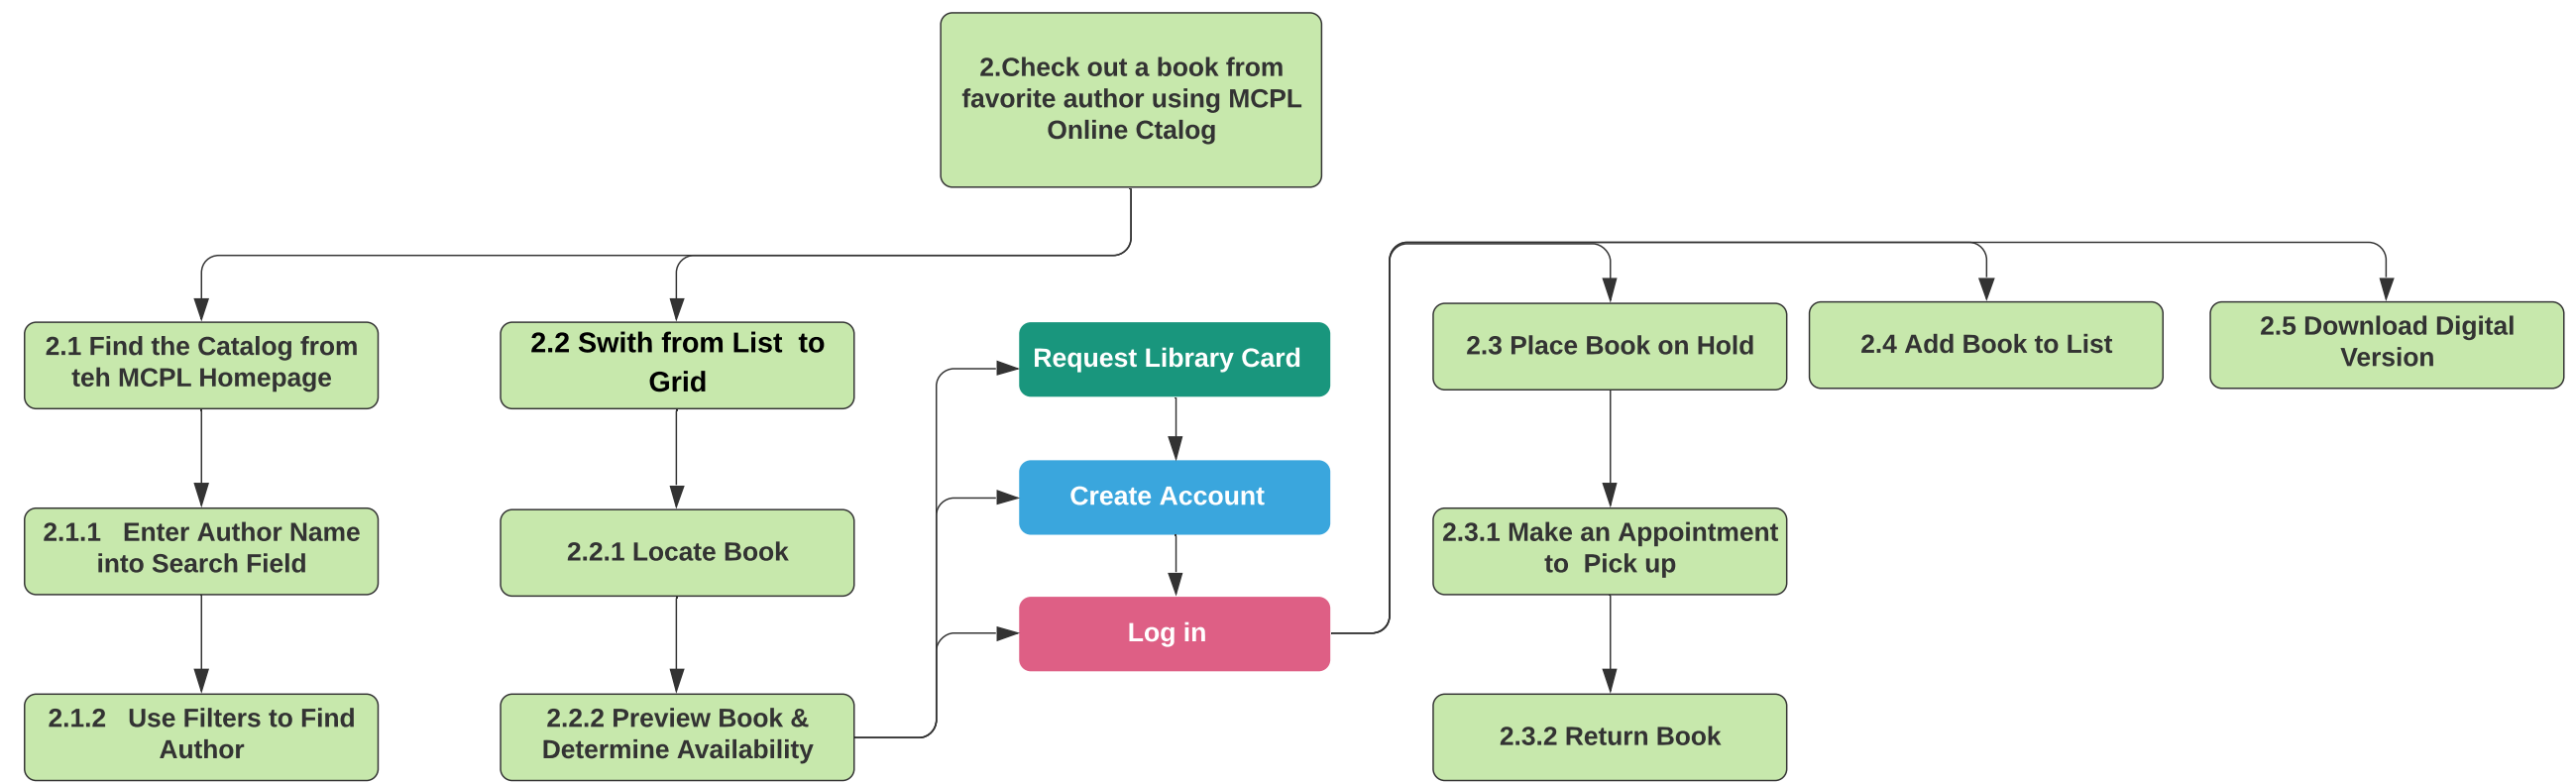 2.Check out a book from
favorite author using MCPL
Online Ctalog
2.1 Find the Catalog from
teh MCPL Homepage
2.2 Swith from List  to
Grid
Request Library Card
2.3 Place Book on Hold
2.4 Add Book to List
2.5 Download Digital
Version
2.1.1   Enter Author Name
into Search Field
2.2.1 Locate Book
Create Account
2.3.1 Make an Appointment
to  Pick up
Log in
2.1.2   Use Filters to Find
Author
2.2.2 Preview Book &
Determine Availability
2.3.2 Return Book